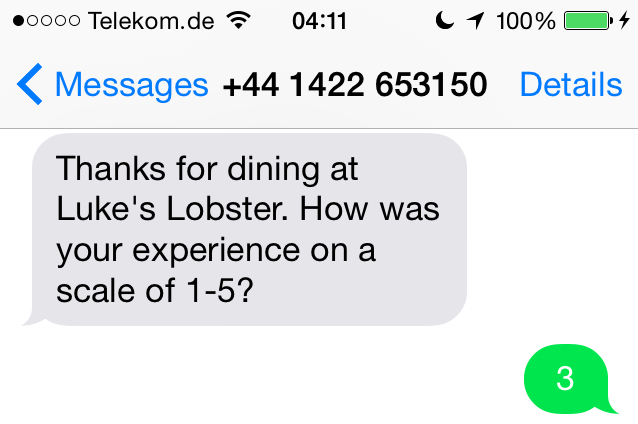 Telekom.de 04:11 100%
Messages +44 1422 653150 Details
Thanks for dining at
Luke's Lobster. How was
your experience on a
scale of 1-5?
3